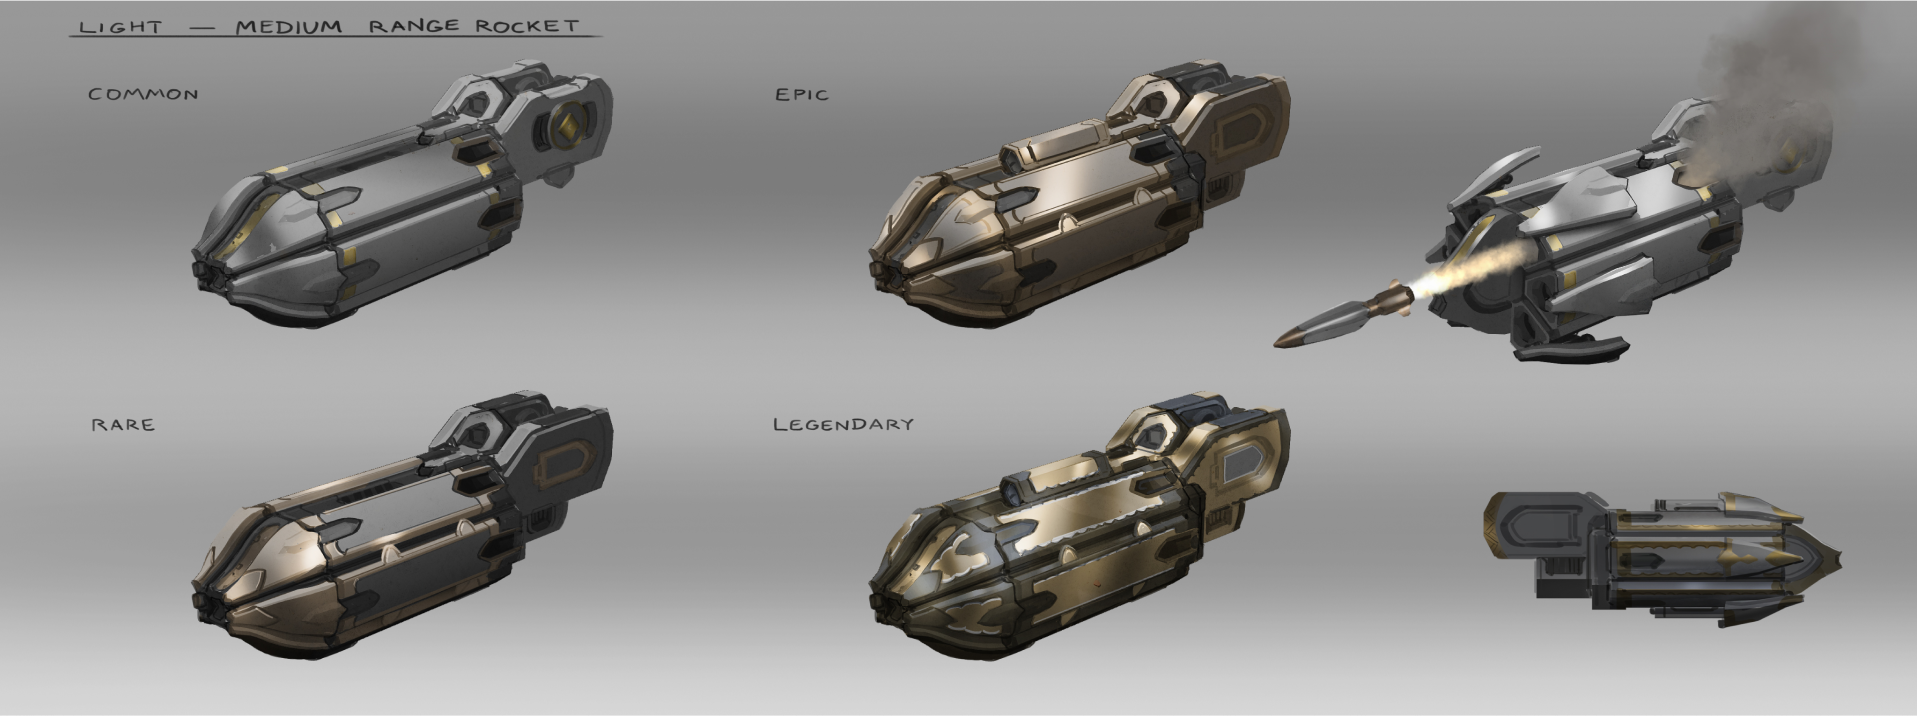 LIGHT — MEDIUM RANGE ROCKET
COMMON
EPIC
RARE
LEGENDARY